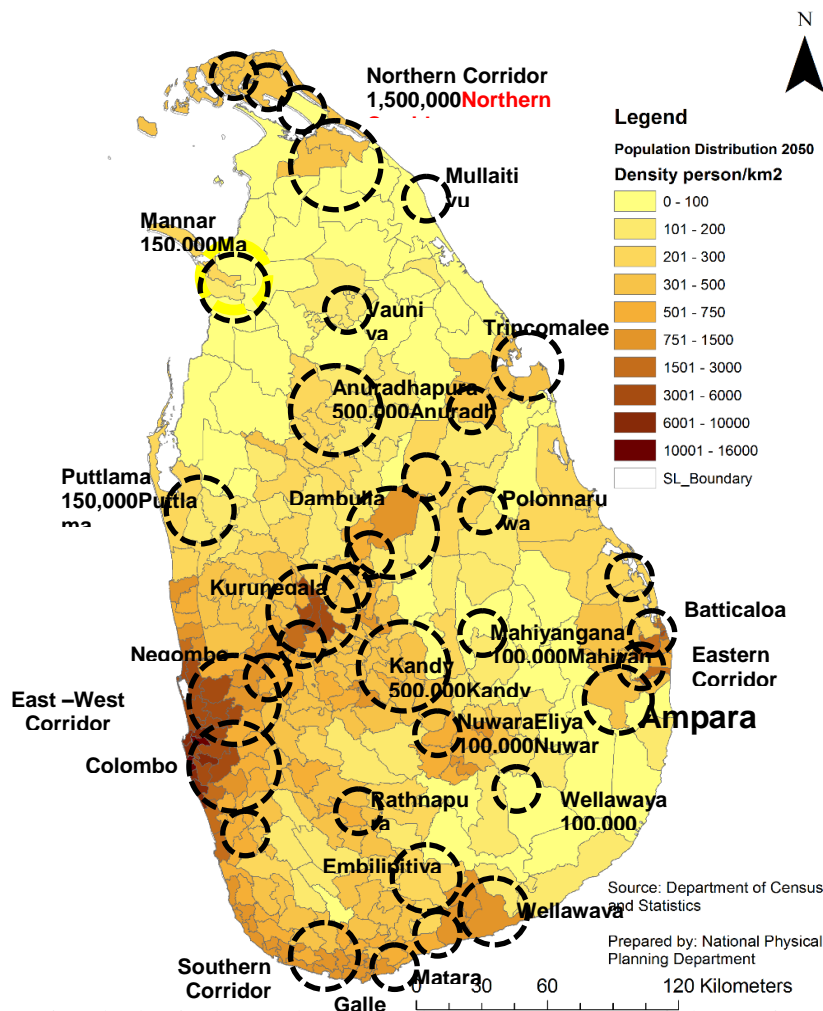 N
Northern Corridor
1,500,000Northern
Legend
Population Distribution 2050
Density person/km2
0 - 100
101 - 200
201 - 300
301 - 500
501 - 750
751 - 1500
1501 - 3000
3001 - 6000
6001 - 10000
10001 - 16000
SL_Boundary
Mullaiti
vu
Mannar
150.000Ma
Vauni
va
Trincomalee
Anuradhapura
500.000Anuradh
Puttlama
150,000Puttla
ma
Dambulla
Polonnaru
wa
Kurunegala
Batticaloa
Mahiyangana
100.000Mahiyan
Negombo
Kandy
500.000Kandy
Eastern
Corridor
East –West
Corridor
Ampara
NuwaraEliya
100.000Nuwar
Colombo
Rathnapu
ra
Wellawaya
100.000
Embilipitiya
Source: Department of Census
and Statistics
Wellawaya
Prepared by: National Physical
Planning Department
Southern
Corridor
Matara
Galle
0 30 60 120 Kilometers